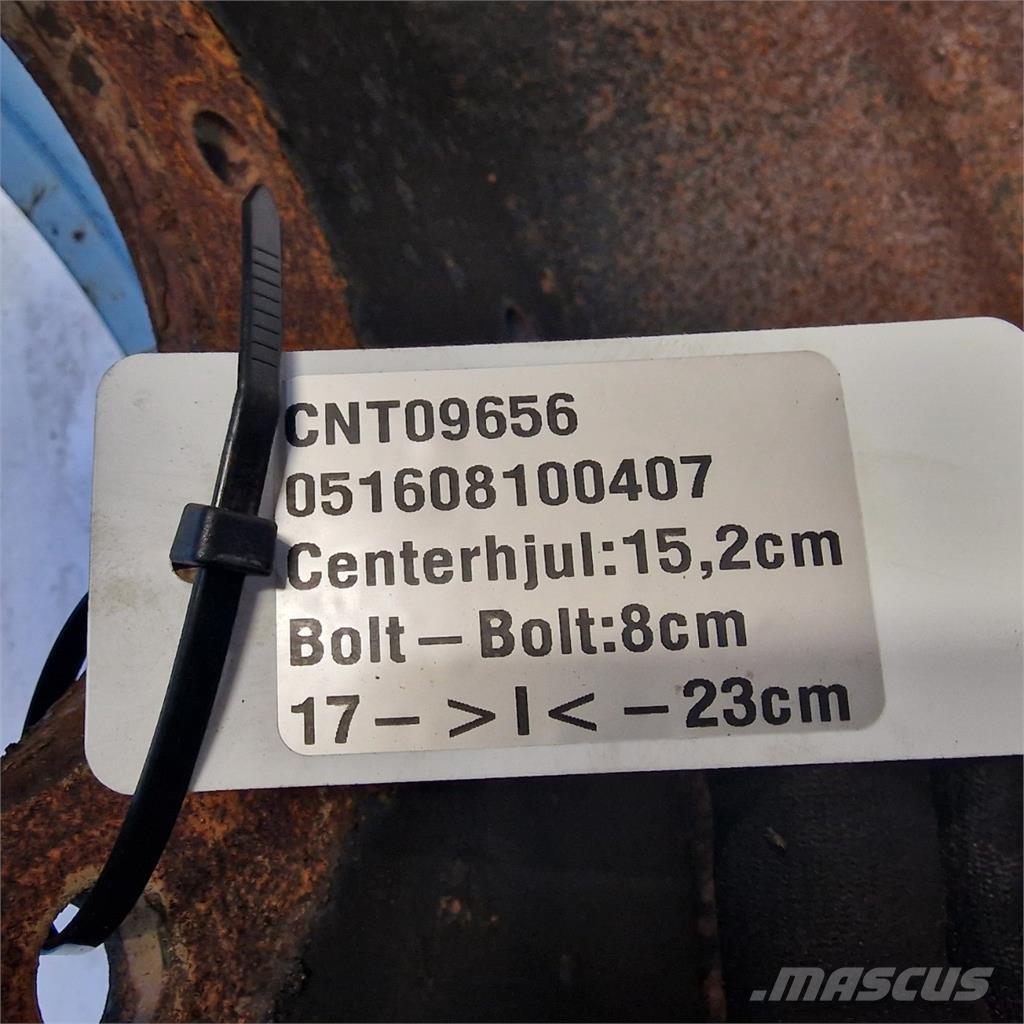 CNT09656
051608100407
Centerhjul:15,2cm
Bolt – Bolt:8cm
17 – > | < – 23cm
.MASCUS